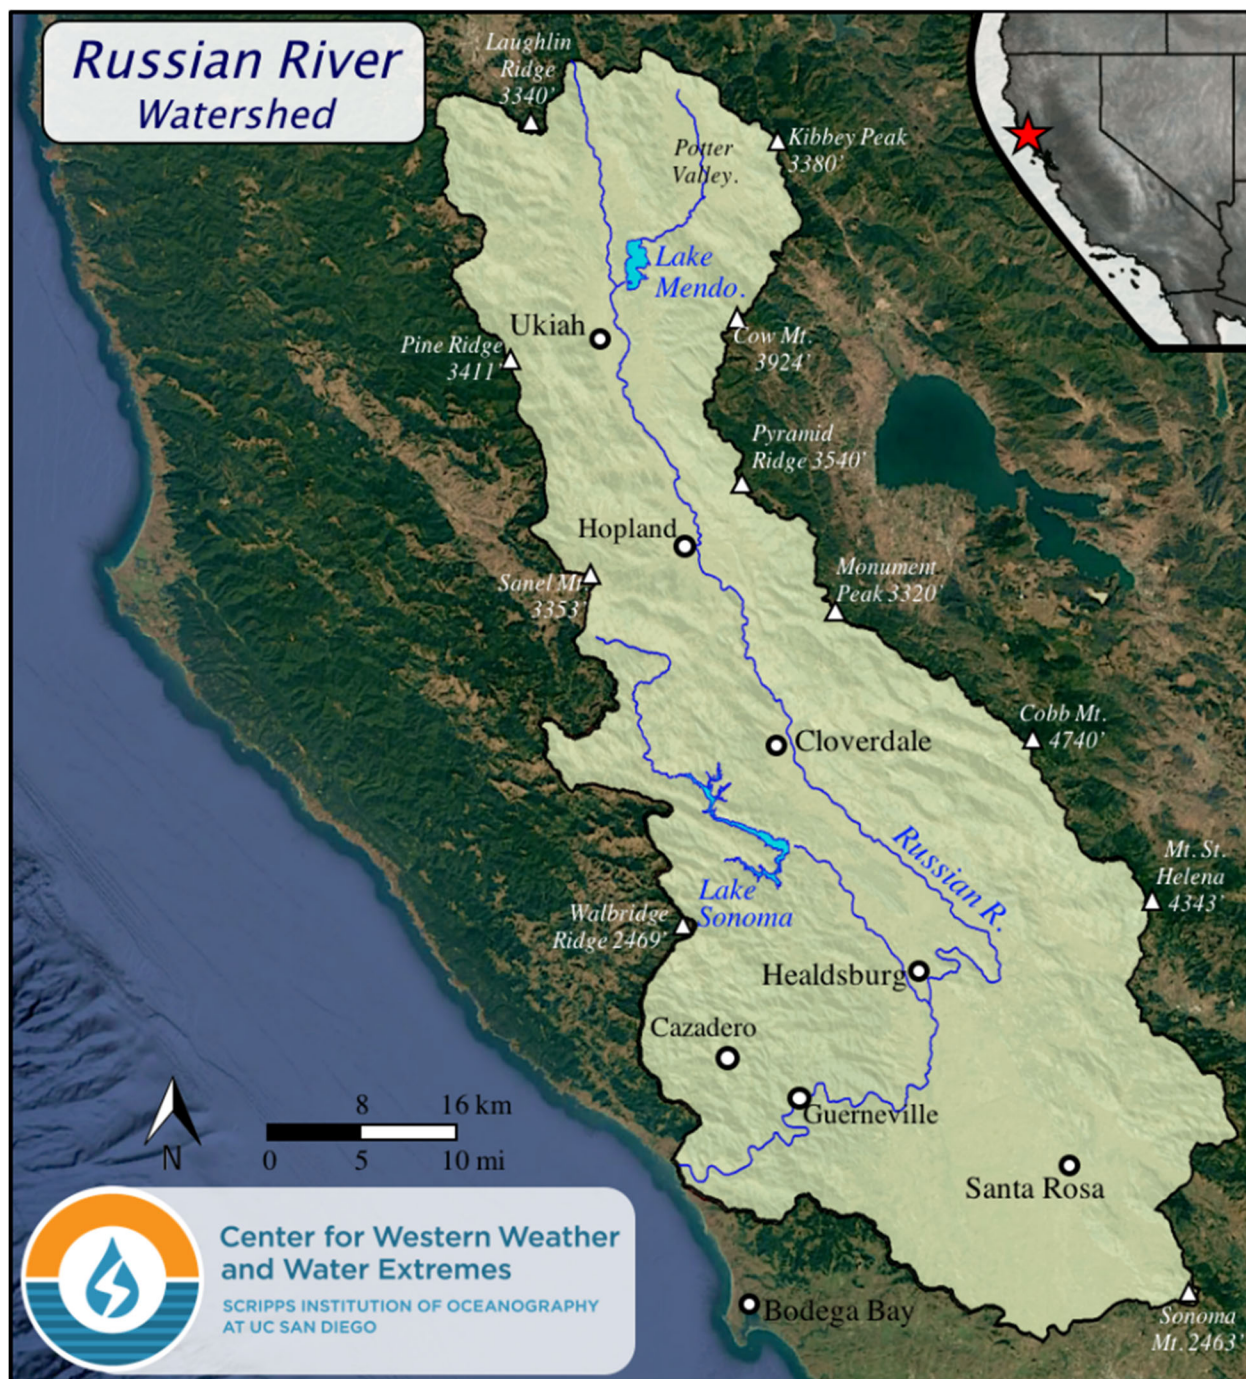 Russian River
Watershed
Laughlin
Ridge
3340'
Potter
Valley.
Kibbey Peak
3380'
Lake
Mendo.
Ukiah
Pine Ridge
3411'
Cow Mt.
3924'
Pyramid
Ridge 3540'
Hopland
Sanel Mt.
3353'
Monument
Peak 3320'
Cobb Mt.
4740'
Cloverdale
Russian R.
Mt. St.
Helena
4343'
Lake
Sonoma
Walbridge
Ridge 2469'
Healdsburg
Cazadero
Guerneville
Santa Rosa
8 16 km
N
0 5 10 mi
Center for Western Weather
and Water Extremes
SCRIPPS INSTITUTION OF OCEANOGRAPHY
AT UC SAN DIEGO
Bodega Bay
Sonoma
Mt. 2463'